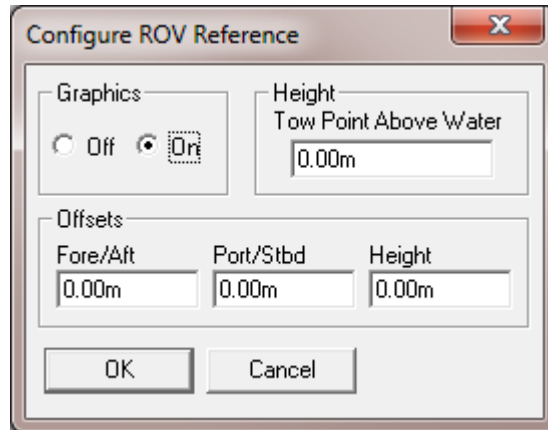 Configure ROV Reference
Graphics
Off On
Height
Tow Point Above Water
0.00m
Offsets
Fore/Aft Port/Stbd Height
0.00m 0.00m 0.00m
OK Cancel